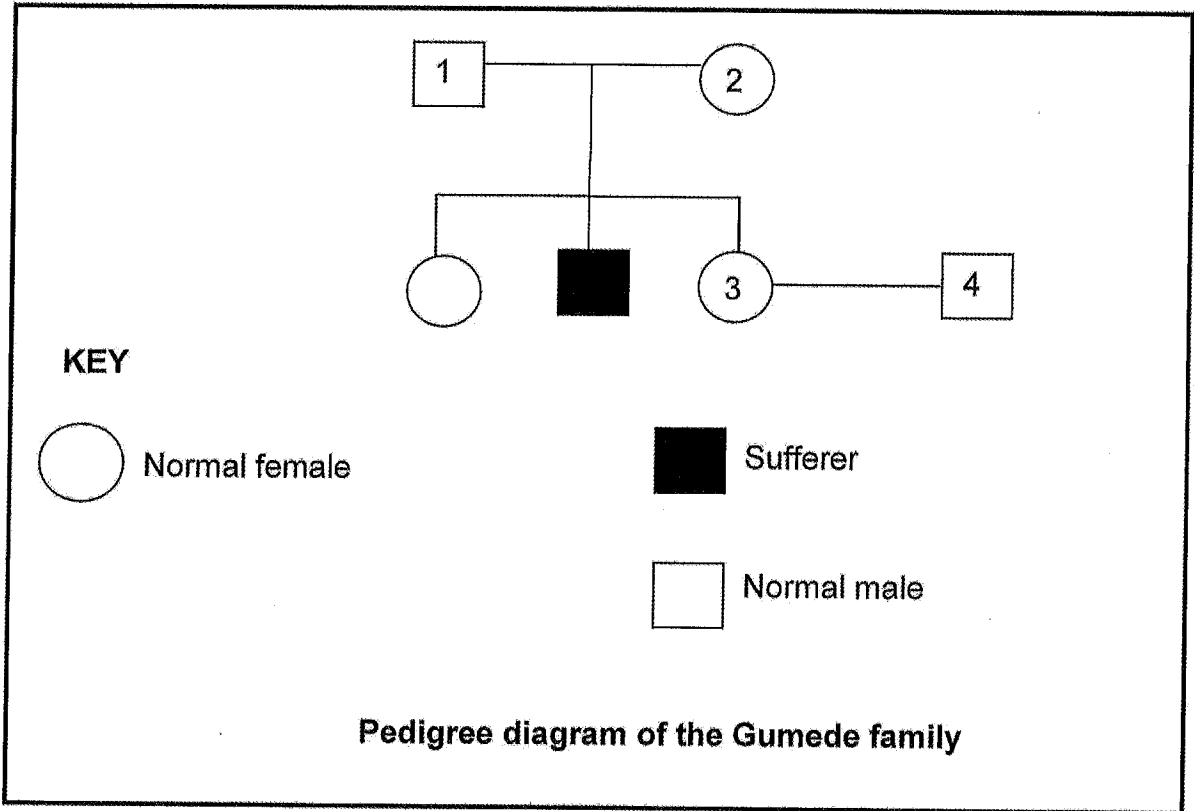 1
2
3
4
KEY
Normal female
Sufferer
Normal male
Pedigree diagram of the Gumede family